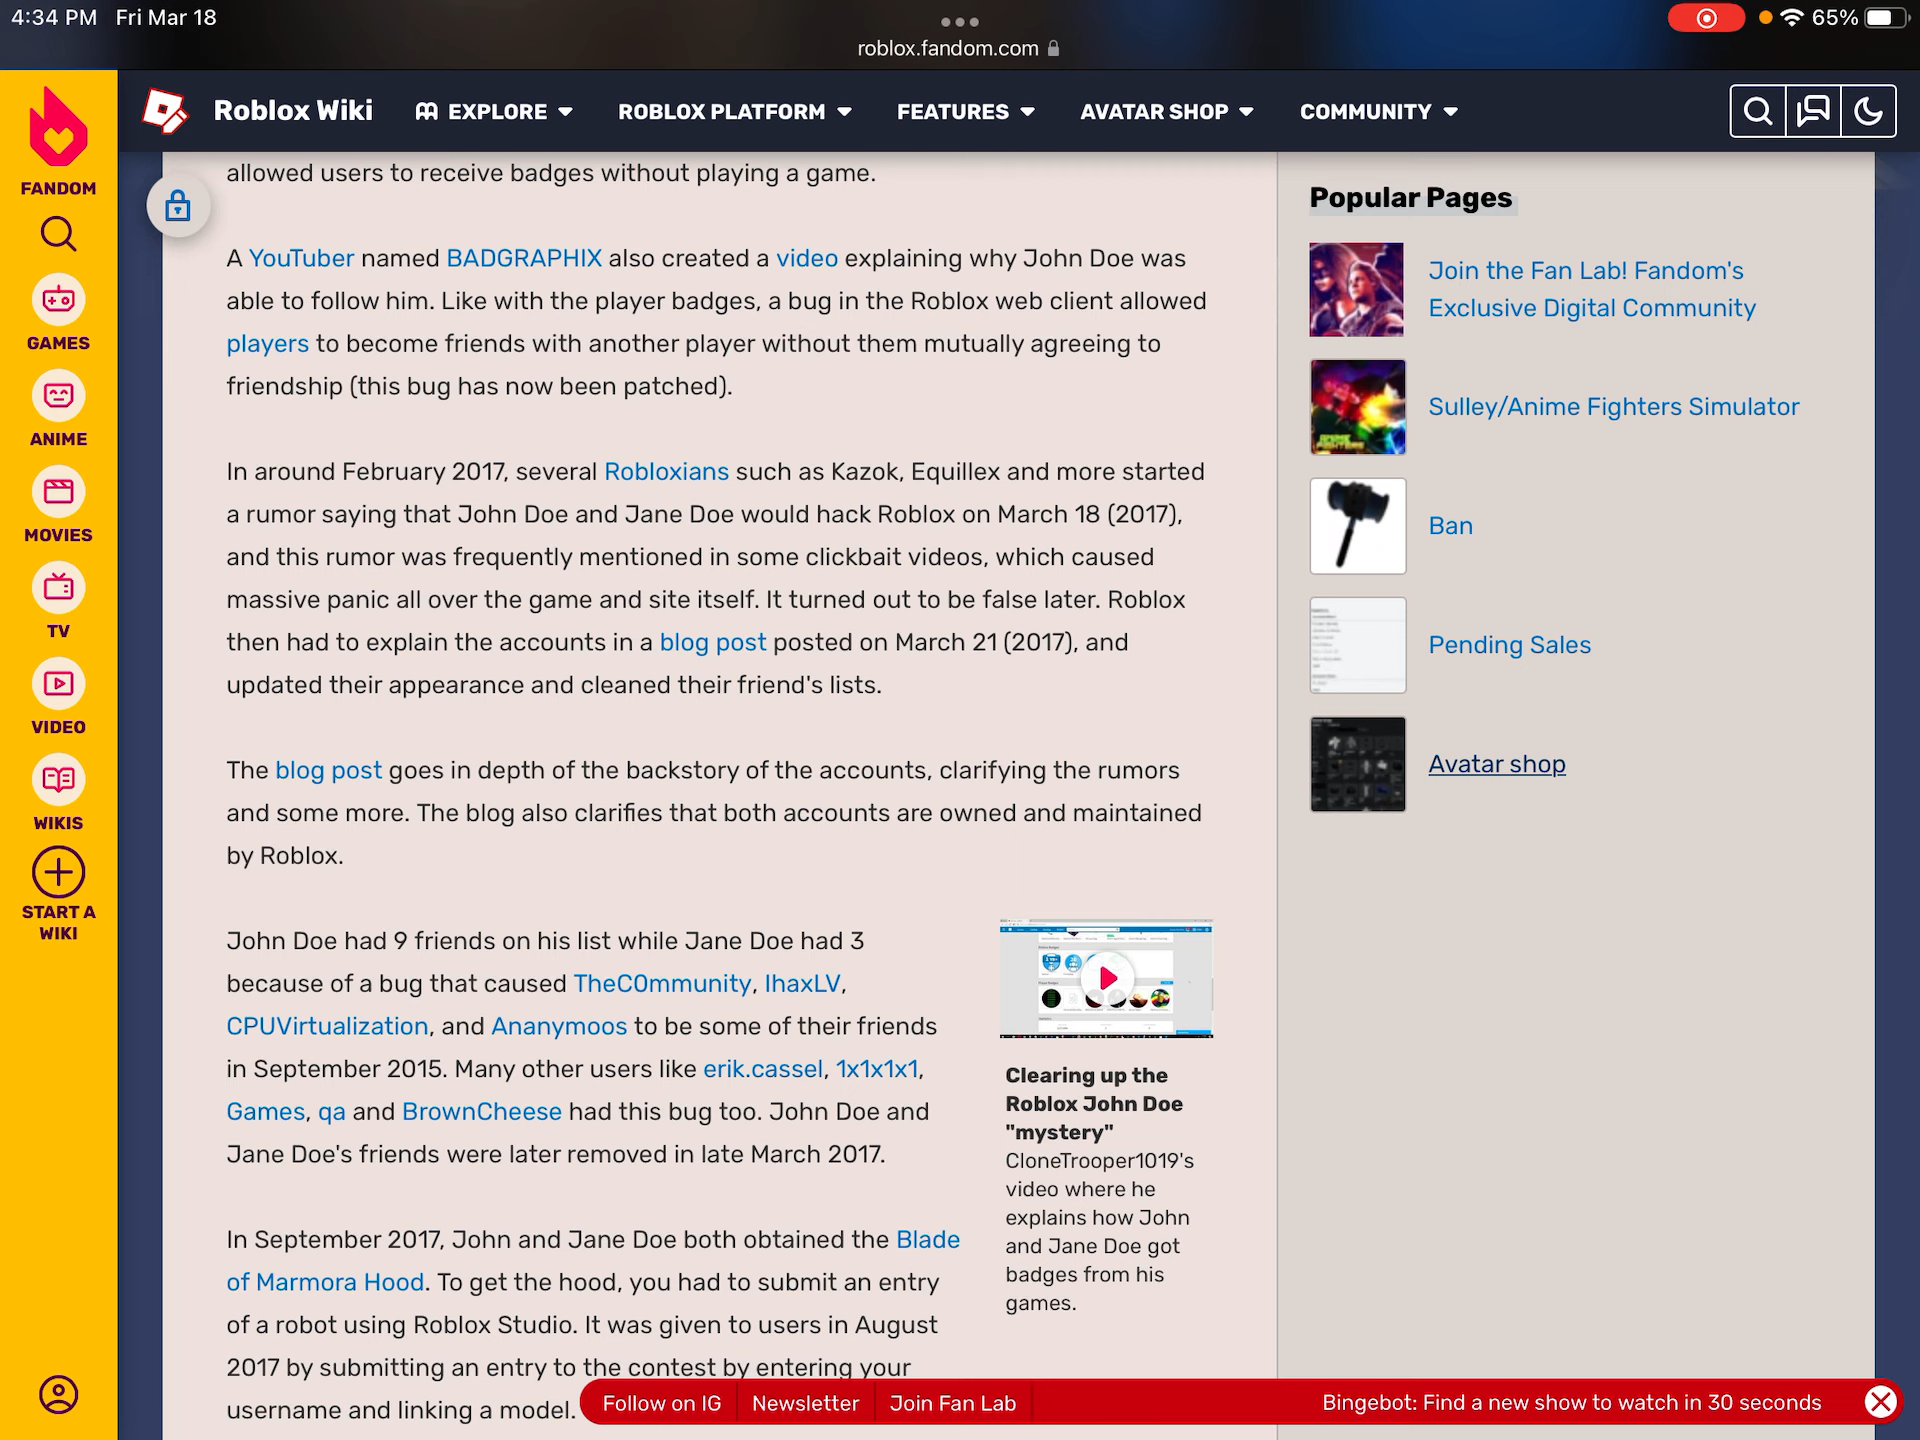 4:34 PM Fri Mar 18
roblox.fandom.com
65%
FANDOM
GAMES
ANIME
MOVIES
TV
VIDEO
WIKIS
START A
WIKI
Roblox Wiki
EXPLORE
ROBLOX PLATFORM
FEATURES
AVATAR SHOP
COMMUNITY
allowed users to receive badges without playing a game.
A YouTuber named BADGRAPHIX also created a video explaining why John Doe was
able to follow him. Like with the player badges, a bug in the Roblox web client allowed
players to become friends with another player without them mutually agreeing to
friendship (this bug has now been patched).
In around February 2017, several Robloxians such as Kazok, Equillex and more started
a rumor saying that John Doe and Jane Doe would hack Roblox on March 18 (2017),
and this rumor was frequently mentioned in some clickbait videos, which caused
massive panic all over the game and site itself. It turned out to be false later. Roblox
then had to explain the accounts in a blog post posted on March 21 (2017), and
updated their appearance and cleaned their friend's lists.
The blog post goes in depth of the backstory of the accounts, clarifying the rumors
and some more. The blog also clarifies that both accounts are owned and maintained
by Roblox.
John Doe had 9 friends on his list while Jane Doe had 3
because of a bug that caused TheC0mmunity, IhaxLV,
CPUVirtualization, and Ananymoos to be some of their friends
in September 2015. Many other users like erik.cassel, 1x1x1x1,
Games, qa and BrownCheese had this bug too. John Doe and
Jane Doe's friends were later removed in late March 2017.
In September 2017, John and Jane Doe both obtained the Blade
of Marmora Hood. To get the hood, you had to submit an entry
of a robot using Roblox Studio. It was given to users in August
2017 by submitting an entry to the contest by entering your
username and linking a model.
Clearing up the
Roblox John Doe
"mystery"
CloneTrooper1019's
video where he
explains how John
and Jane Doe got
badges from his
games.
Popular Pages
Join the Fan Lab! Fandom's
Exclusive Digital Community
Sulley/Anime Fighters Simulator
Ban
Pending Sales
Avatar shop
Follow on IG
Newsletter
Join Fan Lab
Bingebot: Find a new show to watch in 30 seconds